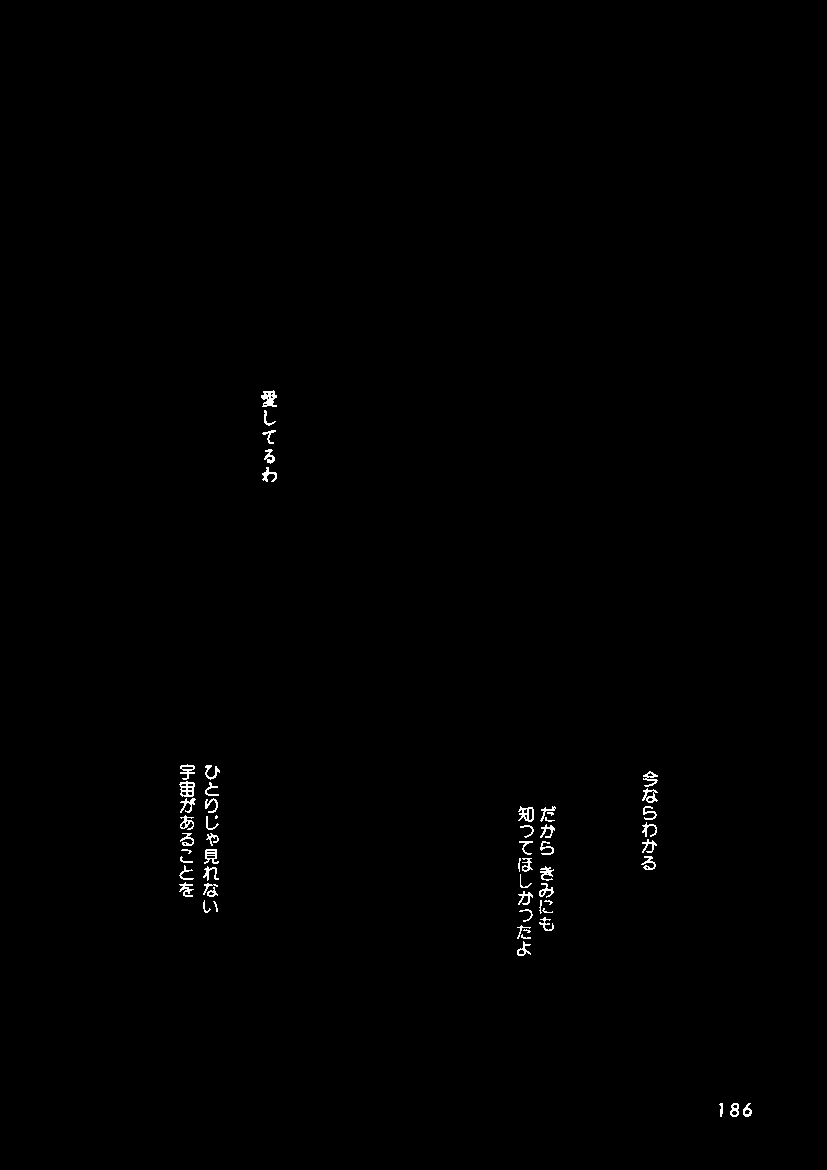 今ならわかる
だから きみにも
知ってほしかったよ
愛してるわ
ひとりじゃ見れない
宇宙があることを
186